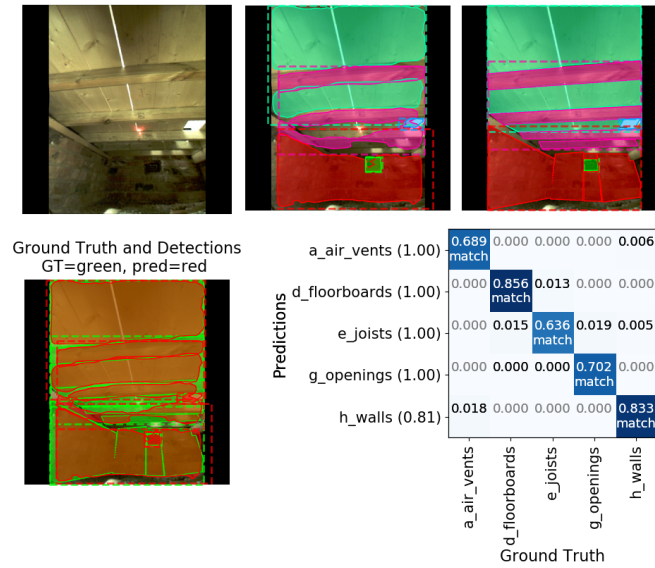 Ground Truth and Detections
GT=green, pred=red
Predictions
a_air_vents (1.00)
0.689
match
0.000
0.000
0.000
0.006
d_floorboards (1.00)
0.000
0.856
match
0.013
0.000
0.000
e_joists (1.00)
0.000
0.015
0.636
match
0.019
0.005
g_openings (1.00)
0.000
0.000
0.000
0.702
match
0.000
h_walls (0.81)
0.018
0.000
0.000
0.000
0.833
match
a_air_vents
d_floorboards
e_joists
g_openings
h_walls
Ground Truth